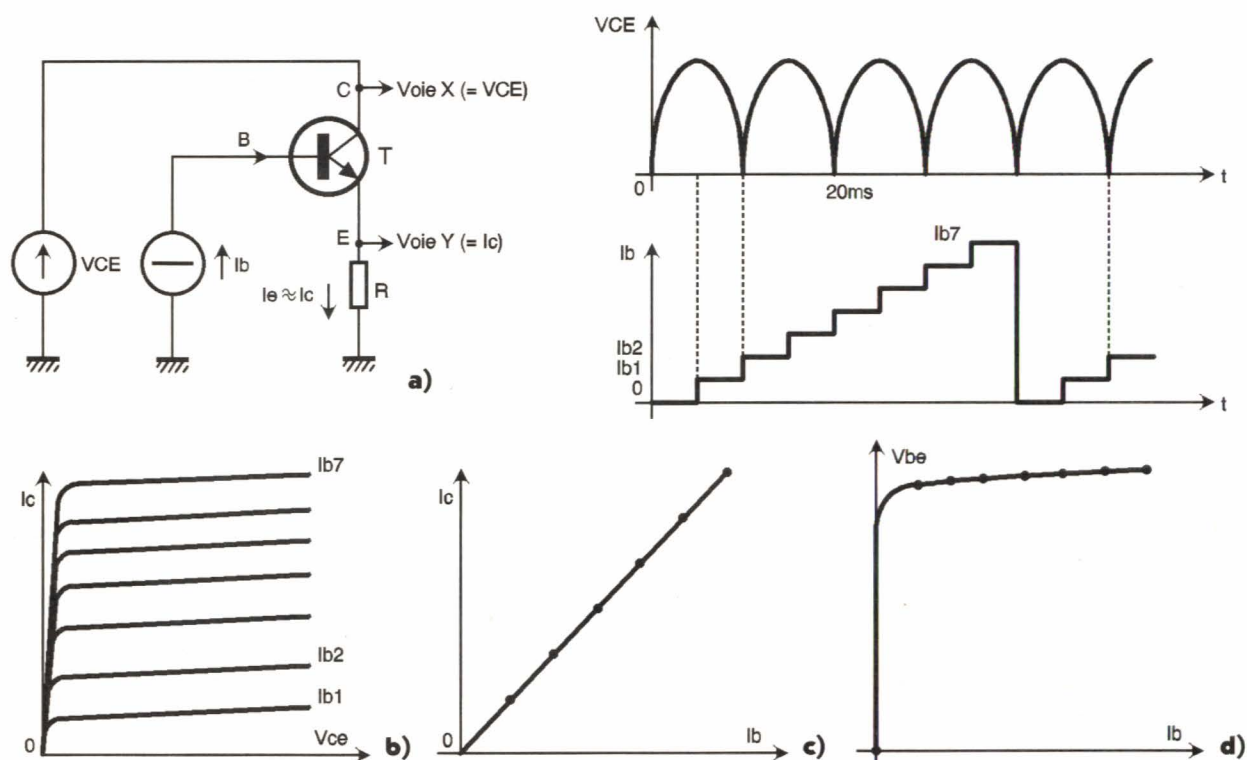 C
Voie X (= VCE)
B
T
E
Voie Y (= Ic)
VCE
Ib
Ie ≈ Ic
R
a)
VCE
0
20ms
t
Ib
Ib7
Ib2
Ib1
0
t
Ic
Ib7
Ib2
Ib1
0
Vce
b)
Ic
0
Ib
c)
Vbe
Ib
d)